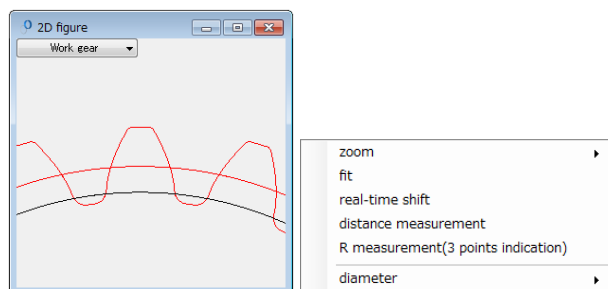 2D figure
Work gear
zoom
fit
real-time shift
distance measurement
R measurement(3 points indication)
diameter